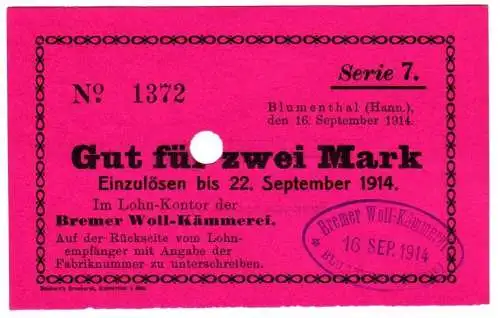 Serie 7.
Nº 1372
Blumenthal (Hann.),
den 16. September 1914.
Gut für zwei Mark
Einzulösen bis 22. September 1914.
Im Lohn-Kontor der
Bremer Woll-Kämmerei.
Auf der Rückseite vom Lohn-
empfänger mit Angabe der
Fabriknummer zu unterschreiben.
Bremer Woll-Kämmerei
16 SEP. 1914